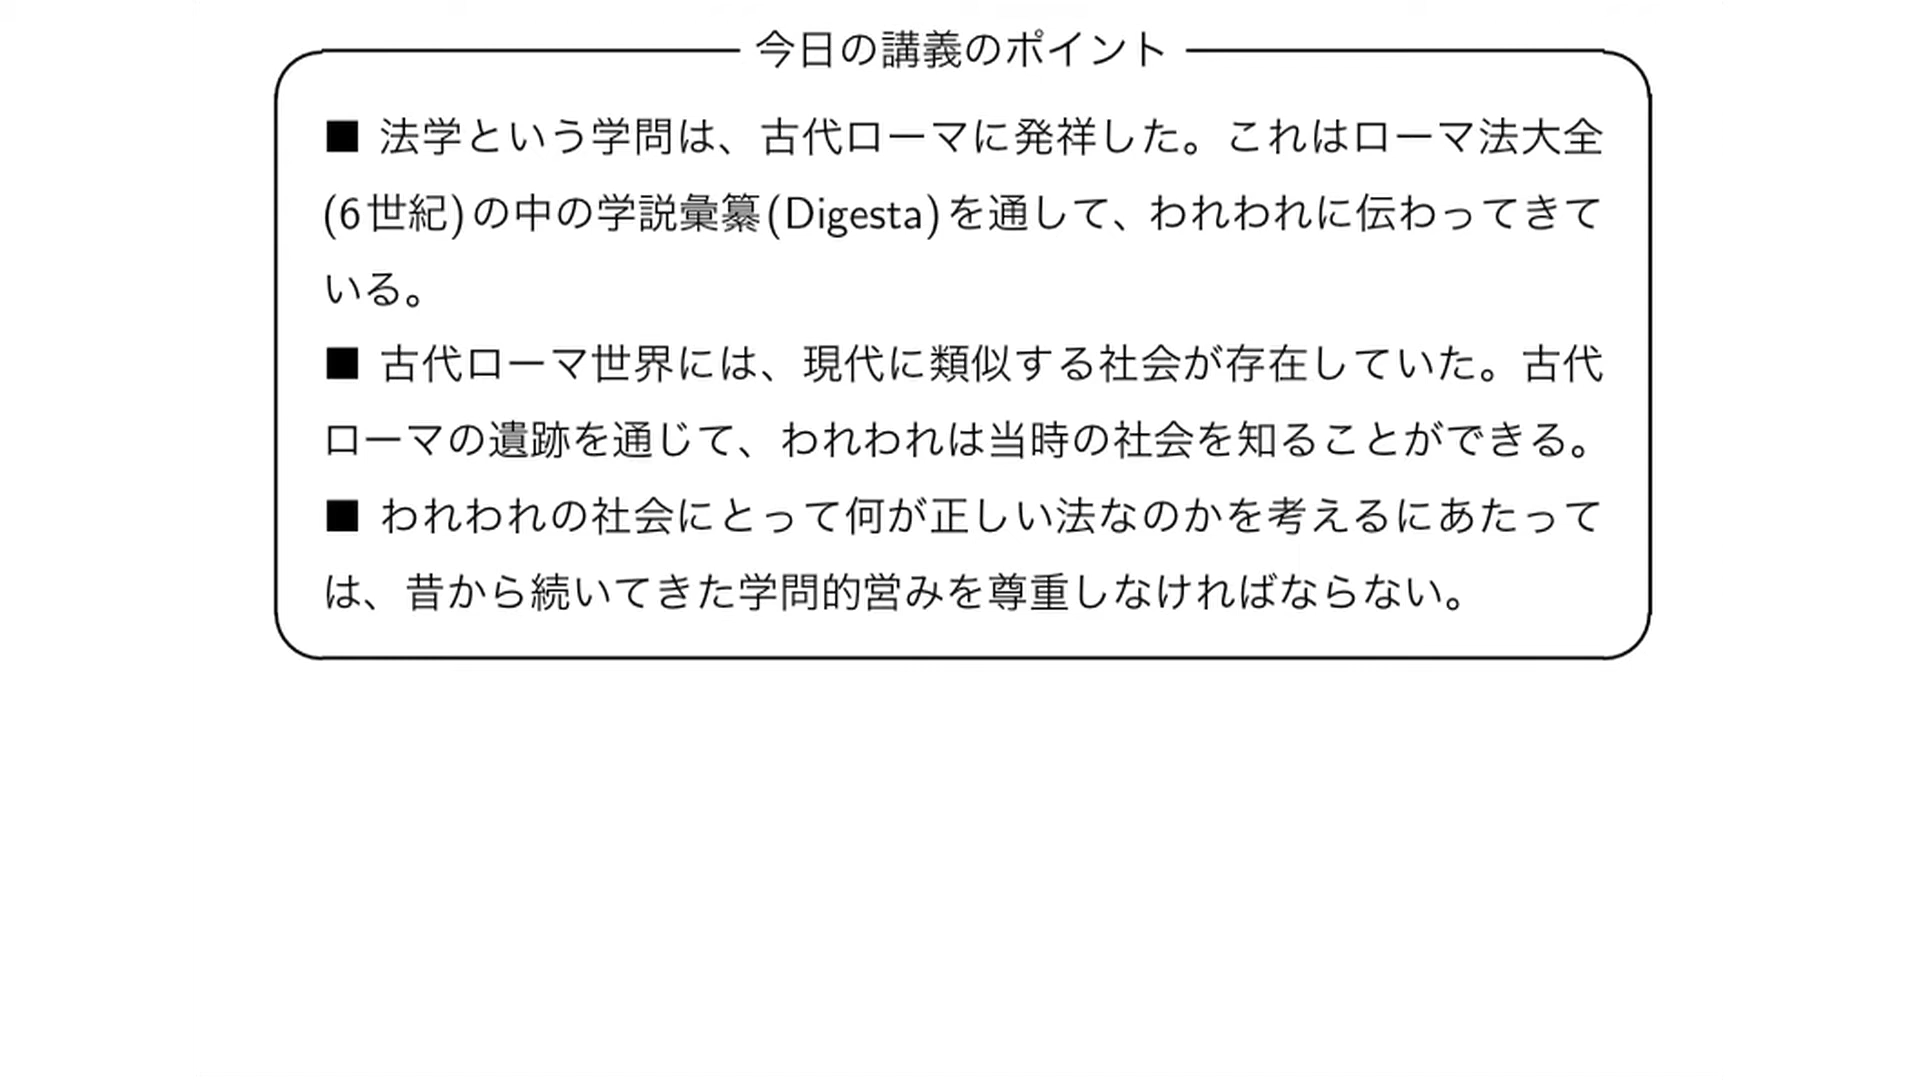 今日の講義のポイント
■ 法学という学問は、古代ローマに発祥した。これはローマ法大全
(6世紀)の中の学説彙纂(Digesta)を通して、われわれに伝わってきて
いる。
■ 古代ローマ世界には、現代に類似する社会が存在していた。古代
ローマの遺跡を通じて、われわれは当時の社会を知ることができる。
■ われわれの社会にとって何が正しい法なのかを考えるにあたって
は、昔から続いてきた学問的営みを尊重しなければならない。